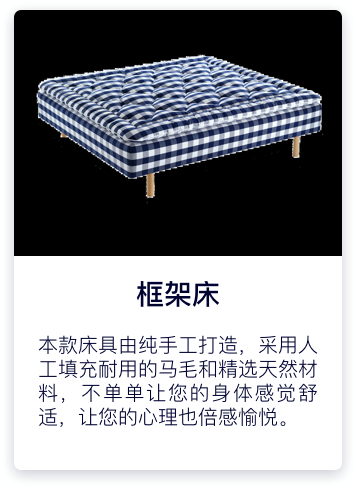 框架床
本款床具由纯手工打造，采用人
工填充耐用的马毛和精选天然材
料，不单单让您的身体感觉舒
适，让您的心理也倍感愉悦。